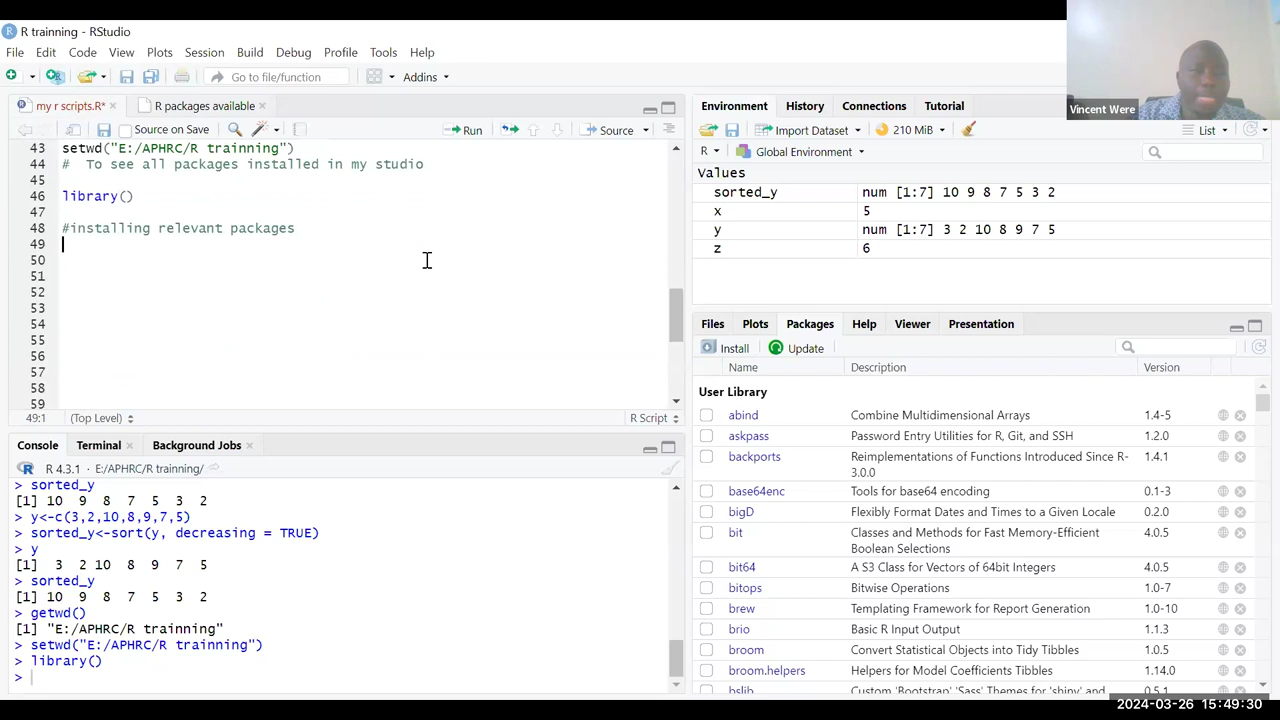 R trainning - RStudio
File Edit Code View Plots Session Build Debug Profile Tools Help
Go to file/function Addins
my r scripts.R* R packages available
Source on Save Run Source
43 setwd("E:/APHRC/R trainning")
44 # To see all packages installed in my studio
45
46 library()
47
48 #installing relevant packages
49
50
51
52
53
54
55
56
57
58
59
49:1 (Top Level) R Script
Console Terminal Background Jobs
R 4.3.1 · E:/APHRC/R trainning/
> sorted_y
[1] 10 9 8 7 5 3 2
> y<-c(3,2,10,8,9,7,5)
> sorted_y<-sort(y, decreasing = TRUE)
> y
[1] 3 2 10 8 9 7 5
> sorted_y
[1] 10 9 8 7 5 3 2
> getwd()
[1] "E:/APHRC/R trainning"
> setwd("E:/APHRC/R trainning")
> library()
>
Vincent Were
Environment History Connections Tutorial
Import Dataset 210 MiB List
R Global Environment
Values
sorted_y num [1:7] 10 9 8 7 5 3 2
x 5
y num [1:7] 3 2 10 8 9 7 5
z 6
Files Plots Packages Help Viewer Presentation
Install Update
Name Description Version
User Library
abind Combine Multidimensional Arrays 1.4-5
askpass Password Entry Utilities for R, Git, and SSH 1.2.0
backports Reimplementations of Functions Introduced Since R- 1.4.1
3.0.0
base64enc Tools for base64 encoding 0.1-3
bigD Flexibly Format Dates and Times to a Given Locale 0.2.0
bit Classes and Methods for Fast Memory-Efficient 4.0.5
Boolean Selections
bit64 A S3 Class for Vectors of 64bit Integers 4.0.5
bitops Bitwise Operations 1.0-7
brew Templating Framework for Report Generation 1.0-10
brio Basic R Input Output 1.1.3
broom Convert Statistical Objects into Tidy Tibbles 1.0.5
broom.helpers Helpers for Model Coefficients Tibbles 1.14.0
bslib Custom 'Bootstrap' 'Sass' Themes for 'shiny' and 0.5.1
2024-03-26 15:49:30